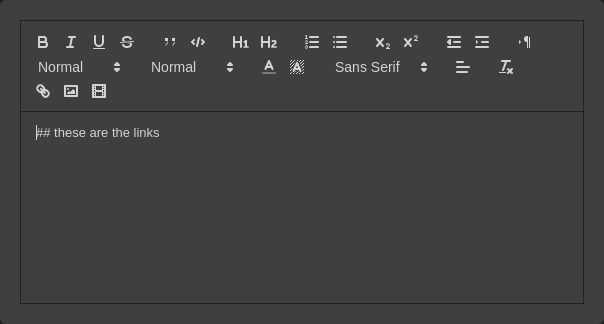 B I U S ” </> H1 H2 X2 X2 ¶
Normal Normal A A Sans Serif Tx
## these are the links